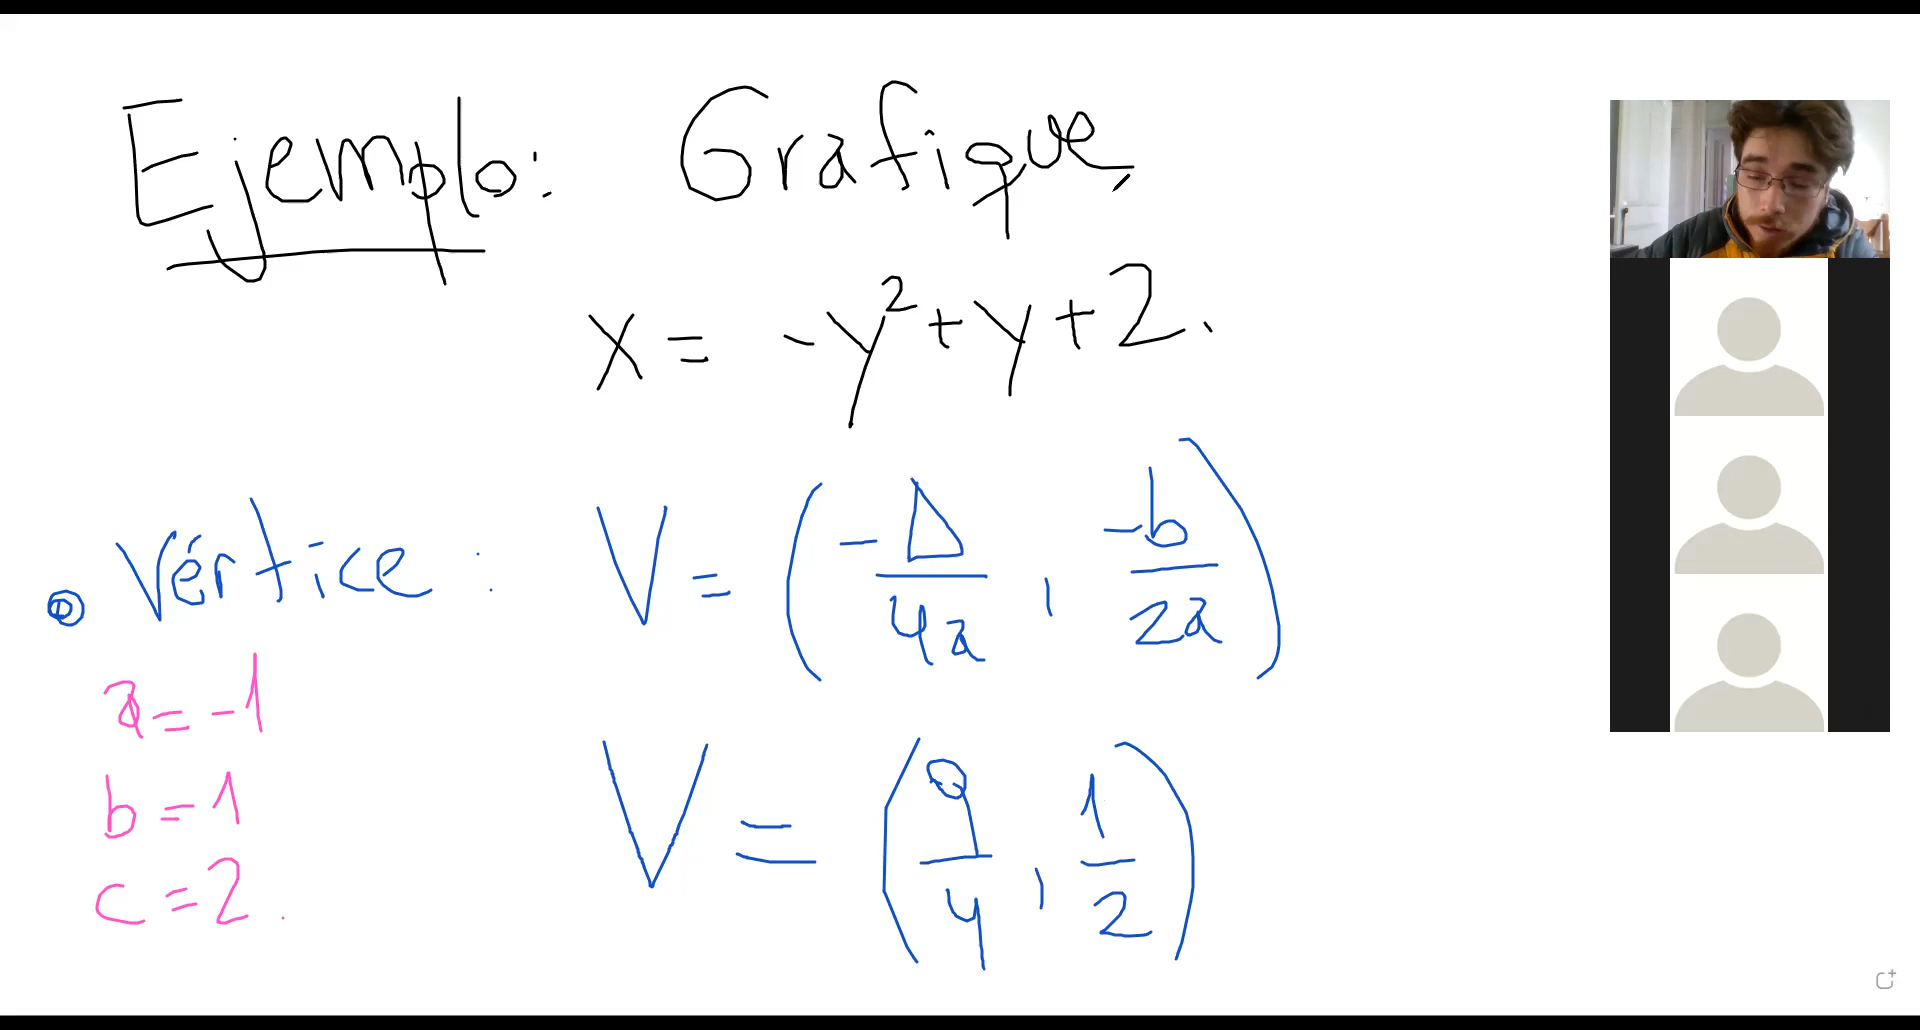 Ejemplo: Grafique,
x = -y²+y+2.
Vértice: V = (-Δ/4a, -b/2a)
a=-1
b=1
c=2.
V = (9/4, 1/2)